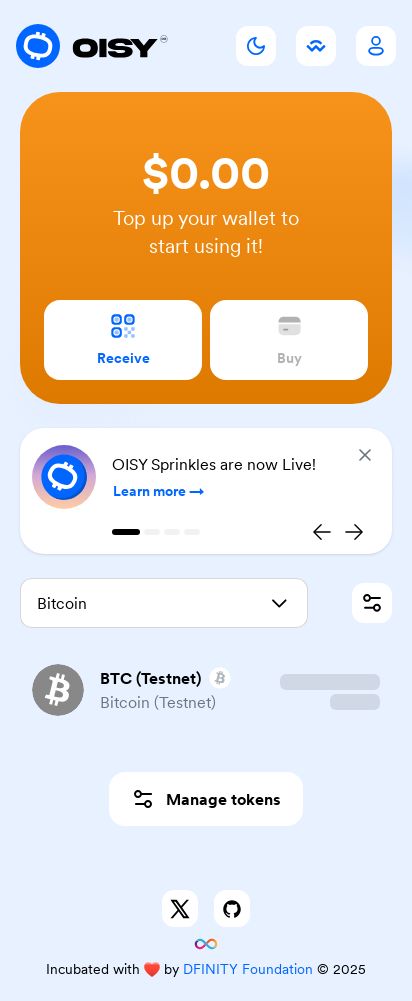 OISY
$0.00
Top up your wallet to
start using it!
Receive
Buy
OISY Sprinkles are now Live!
Learn more
Bitcoin
BTC (Testnet)
Bitcoin (Testnet)
Manage tokens
Incubated with ❤️ by DFINITY Foundation © 2025